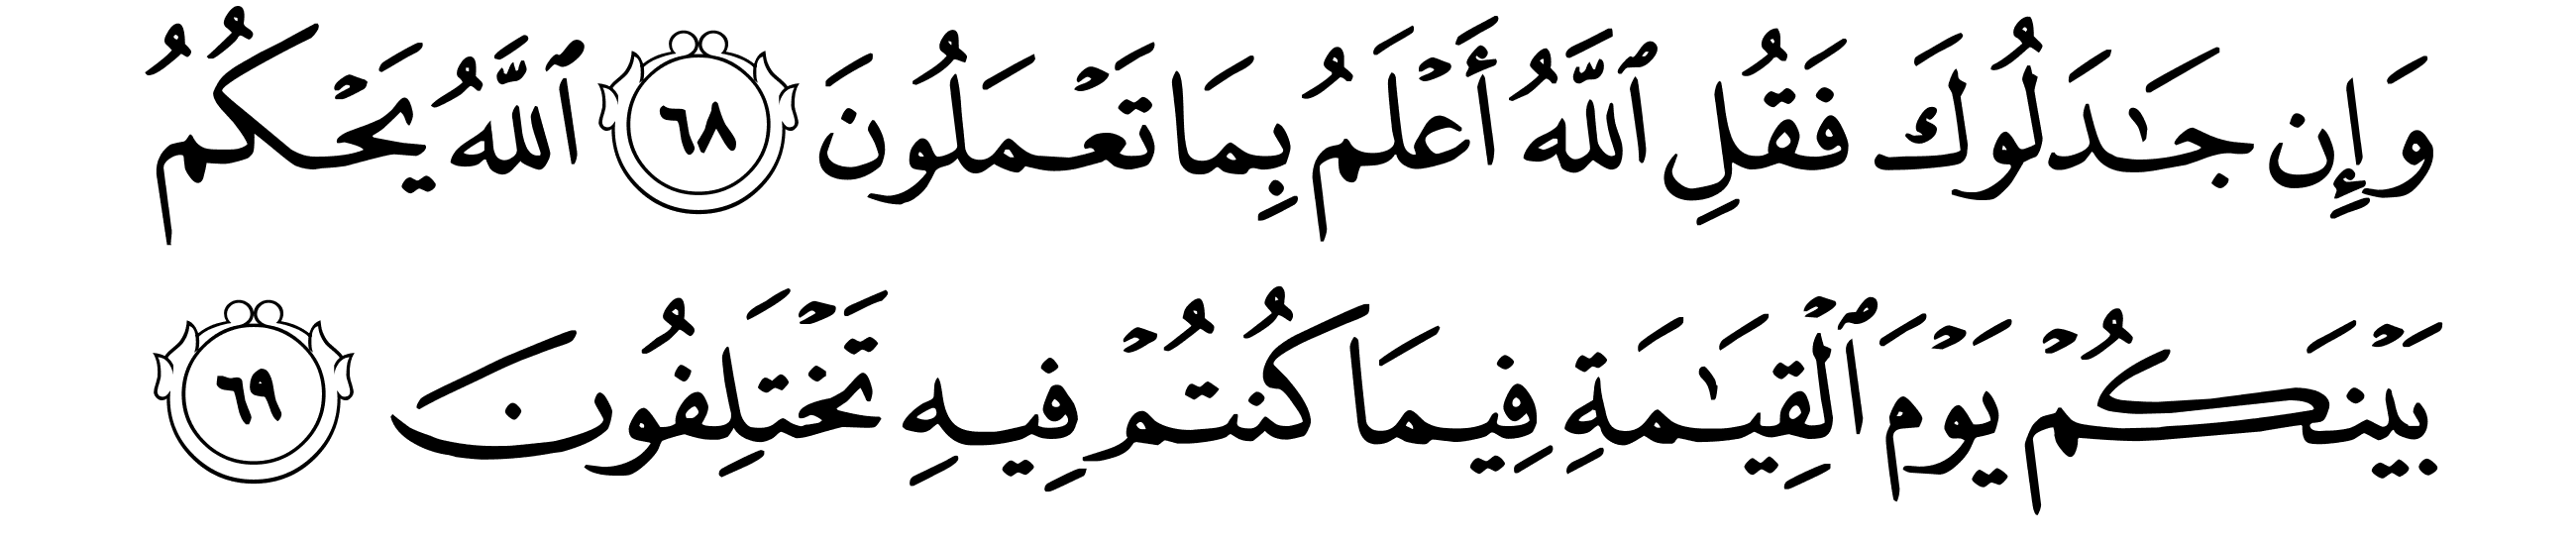 وَإِن جَٰدَلُوكَ فَقُلِ ٱللَّهُ أَعْلَمُ بِمَا تَعْمَلُونَ ٦٨ ٱللَّهُ يَحْكُمُ
بَيْنَكُمْ يَوْمَ ٱلْقِيَٰمَةِ فِيمَا كُنتُمْ فِيهِ تَخْتَلِفُونَ ٦٩